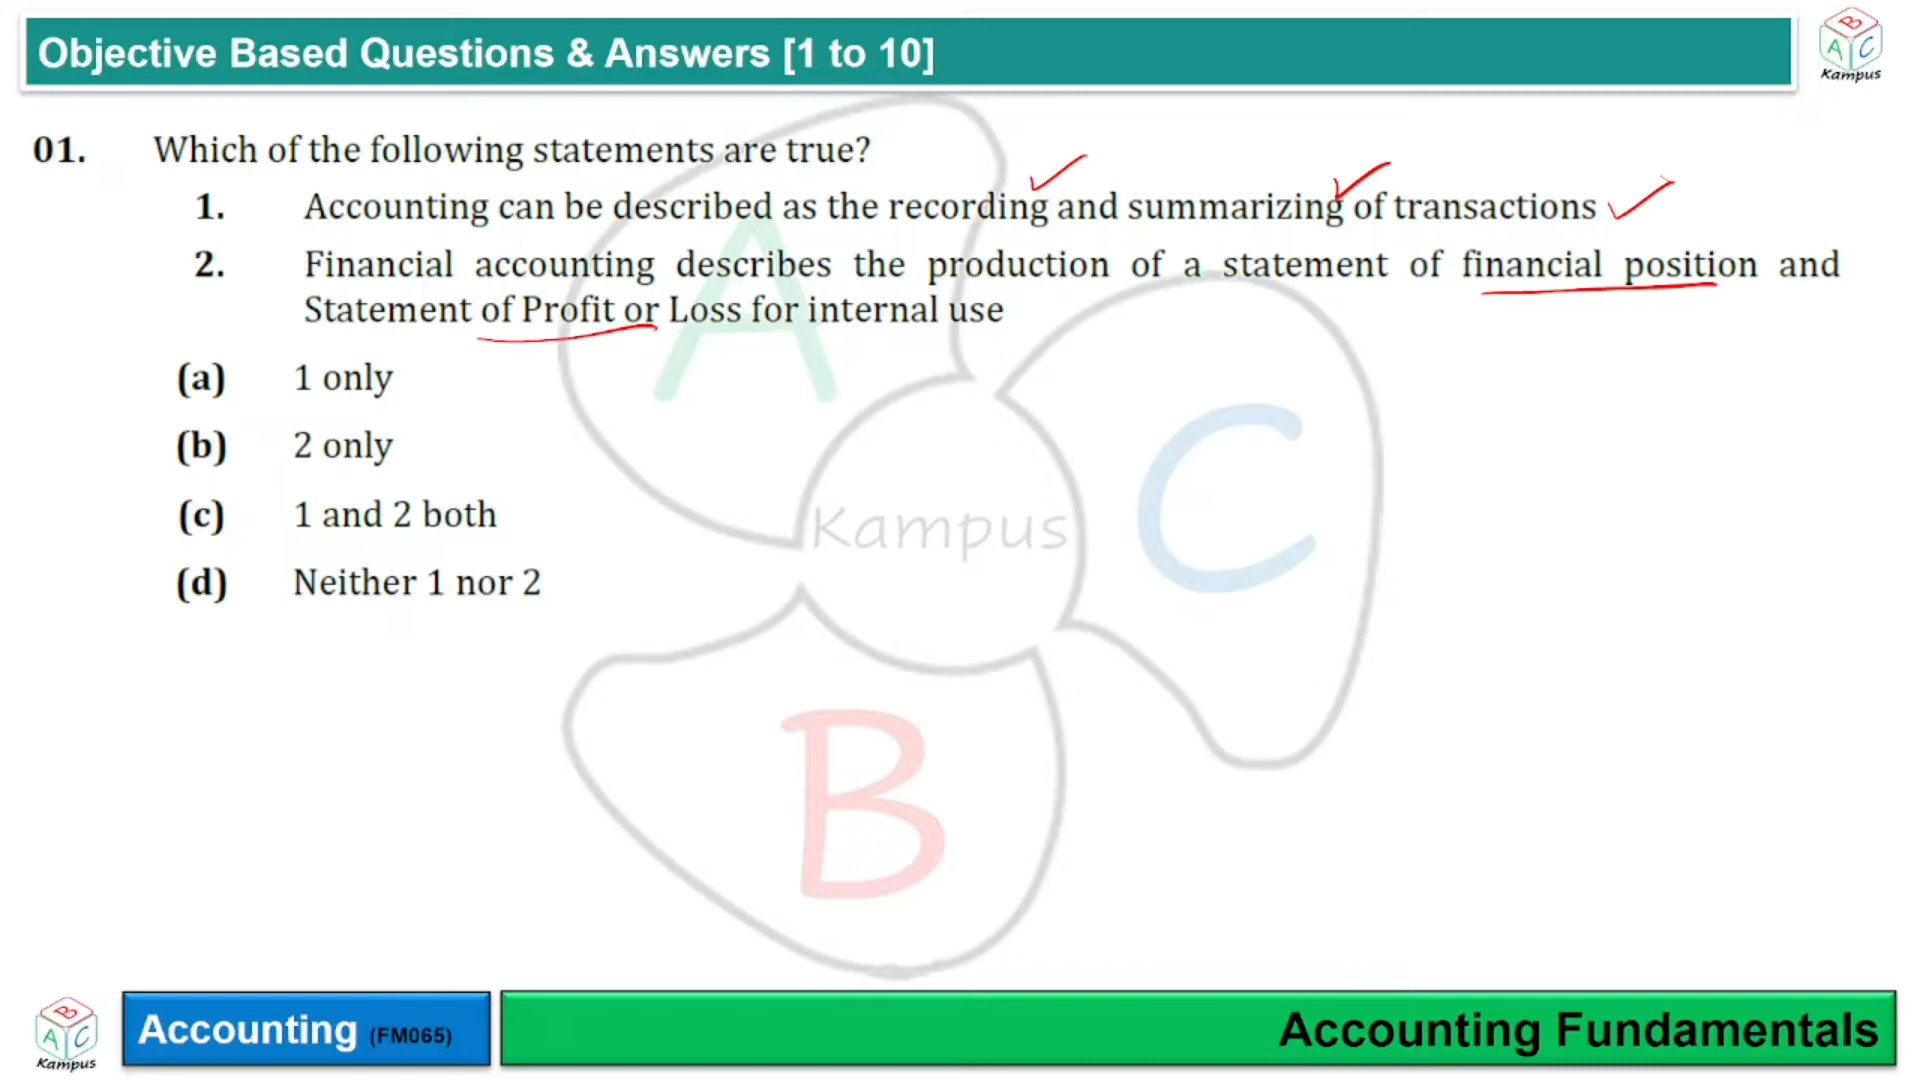 Objective Based Questions & Answers [1 to 10]
B
A C
Kampus
01. Which of the following statements are true?
1. Accounting can be described as the recording and summarizing of transactions
2. Financial accounting describes the production of a statement of financial position and
Statement of Profit or Loss for internal use
(a) 1 only
(b) 2 only
(c) 1 and 2 both
(d) Neither 1 nor 2
A
C
Kampus
B
B
A C
Kampus
Accounting (FM065)
Accounting Fundamentals